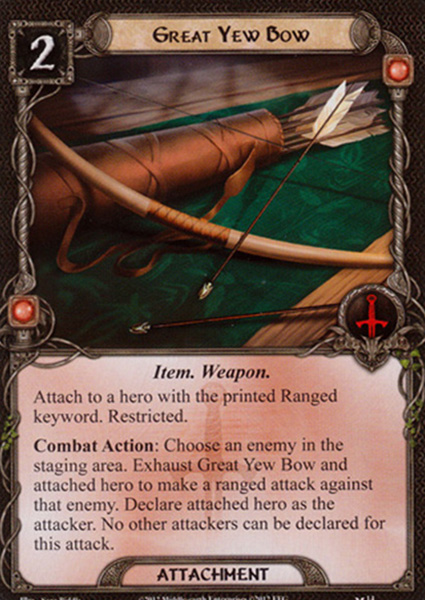 2
GREAT YEW BOW
Item. Weapon.
Attach to a hero with the printed Ranged
keyword. Restricted.
Combat Action: Choose an enemy in the
staging area. Exhaust Great Yew Bow and
attached hero to make a ranged attack against
that enemy. Declare attached hero as the
attacker. No other attackers can be declared for
this attack.
ATTACHMENT